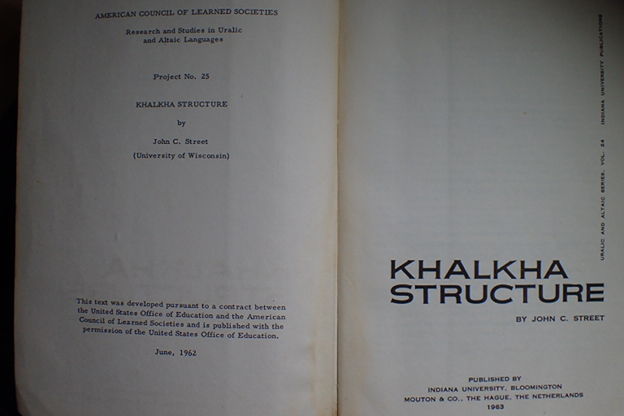 AMERICAN COUNCIL OF LEARNED SOCIETIES
Research and Studies in Uralic
and Altaic Languages
Project No. 25
KHALKHA STRUCTURE
by
John C. Street
(University of Wisconsin)
This text was developed pursuant to a contract between
the United States Office of Education and the American
Council of Learned Societies and is published with the
permission of the United States Office of Education.
June, 1962
URALIC AND ALTAIC SERIES, VOL. 24 INDIANA UNIVERSITY PUBLICATIONS
KHALKHA
STRUCTURE
BY JOHN C. STREET
PUBLISHED BY
INDIANA UNIVERSITY, BLOOMINGTON
MOUTON & CO., THE HAGUE, THE NETHERLANDS
1963